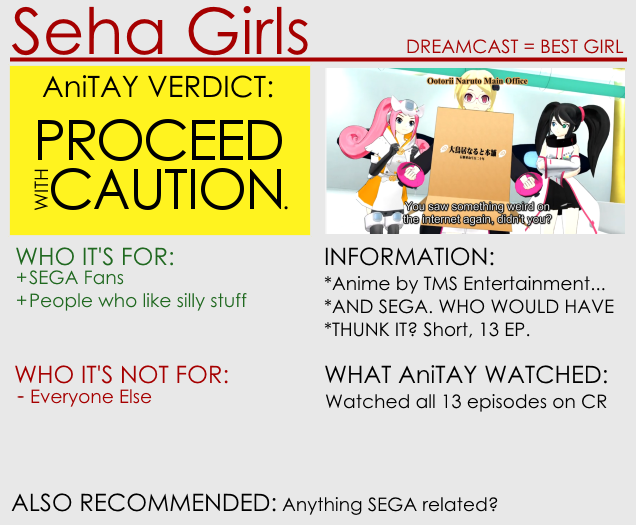 Seha Girls
DREAMCAST = BEST GIRL
AniTAY VERDICT:
PROCEED
WITH
CAUTION.
Ootorii Naruto Main Office
大鳥居なると本舗
You saw something weird on
the internet again, didn't you?
WHO IT'S FOR:
+SEGA Fans
+People who like silly stuff
INFORMATION:
*Anime by TMS Entertainment...
*AND SEGA. WHO WOULD HAVE
*THUNK IT? Short, 13 EP.
WHO IT'S NOT FOR:
- Everyone Else
WHAT AniTAY WATCHED:
Watched all 13 episodes on CR
ALSO RECOMMENDED: Anything SEGA related?